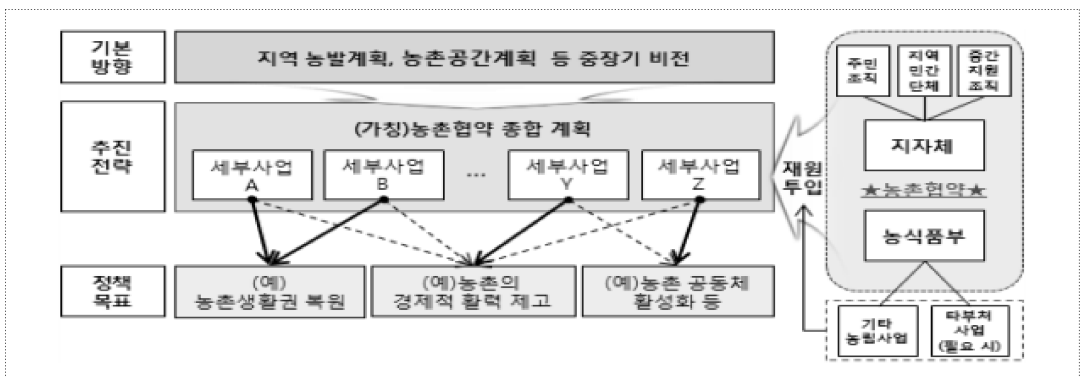 기본
방향
지역 농발계획, 농촌공간계획 등 중장기 비전
추진
전략
(가칭)농촌협약 종합 계획
세부사업
A
세부사업
B
...
세부사업
Y
세부사업
Z
정책
목표
(예)
농촌생활권 복원
(예)농촌의
경제적 활력 제고
(예)농촌 공동체
활성화 등
재원
투입
주민
조직
지역
민간
단체
중간
지원
조직
지자체
★농촌협약★
농식품부
기타
농림사업
타부처
사업
(필요 시)